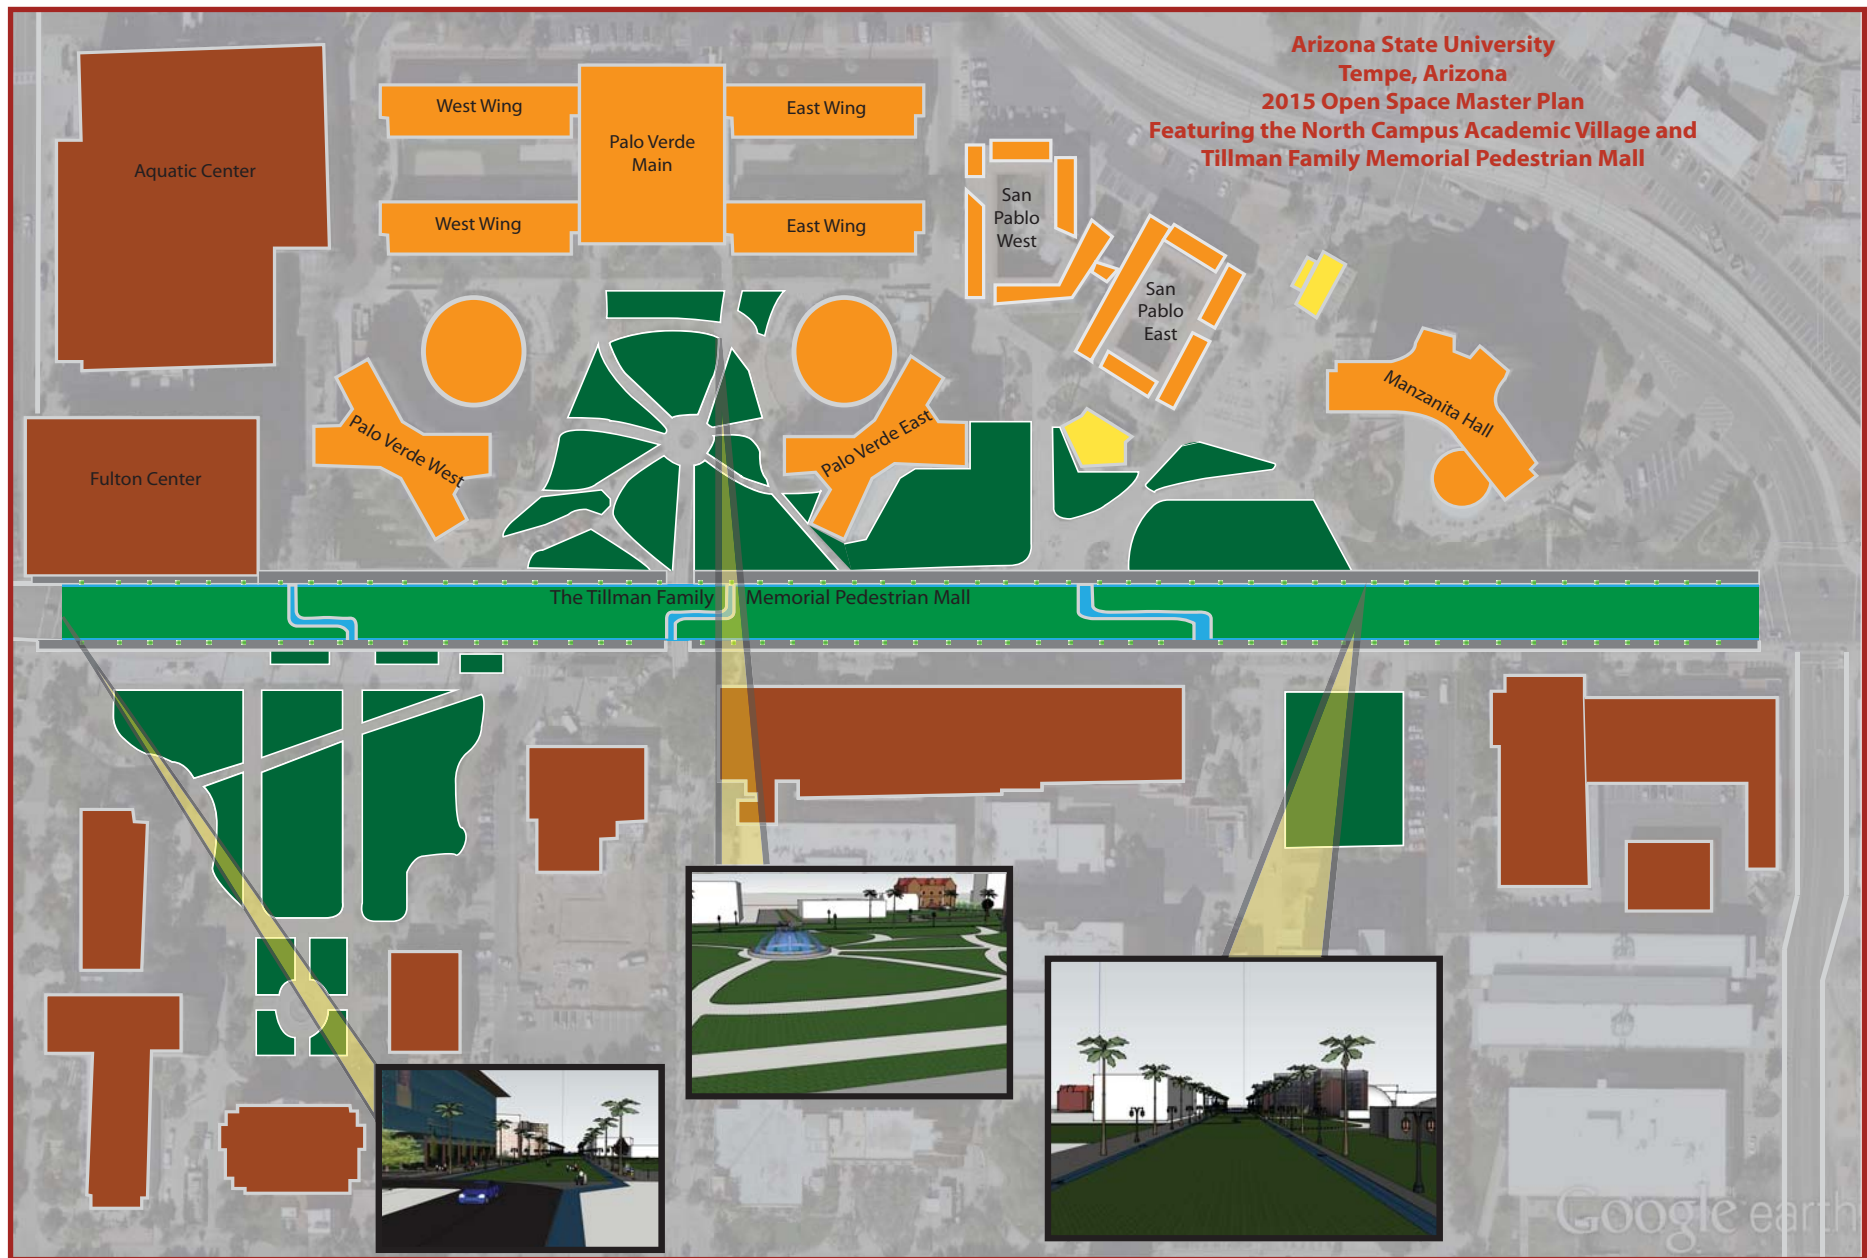 Arizona State University
Tempe, Arizona
2015 Open Space Master Plan
Featuring the North Campus Academic Village and
Tillman Family Memorial Pedestrian Mall
West Wing
Palo Verde
Main
East Wing
Aquatic Center
San
Pablo
West
West Wing
East Wing
San
Pablo
East
Manzanita Hall
Palo Verde West
Palo Verde East
Fulton Center
The Tillman Family Memorial Pedestrian Mall
Google earth